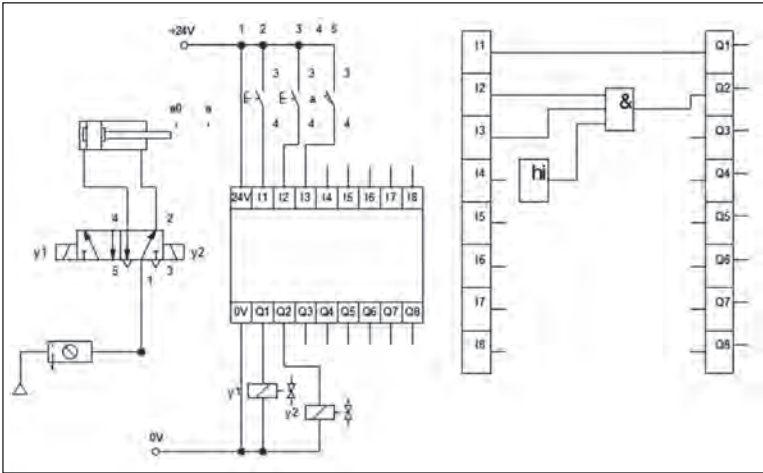 +24V
1 2 3 4 5
3 3 3
a
4 4 4
24V I1 I2 I3 I4 I5 I6 I7 I8
0V Q1 Q2 Q3 Q4 Q5 Q6 Q7 Q8
y1
y2
0V
a0 a
4 2
y1 y2
5 1 3
I1
I2
I3
I4
I5
I6
I7
I8
&
hi
Q1
Q2
Q3
Q4
Q5
Q6
Q7
Q8